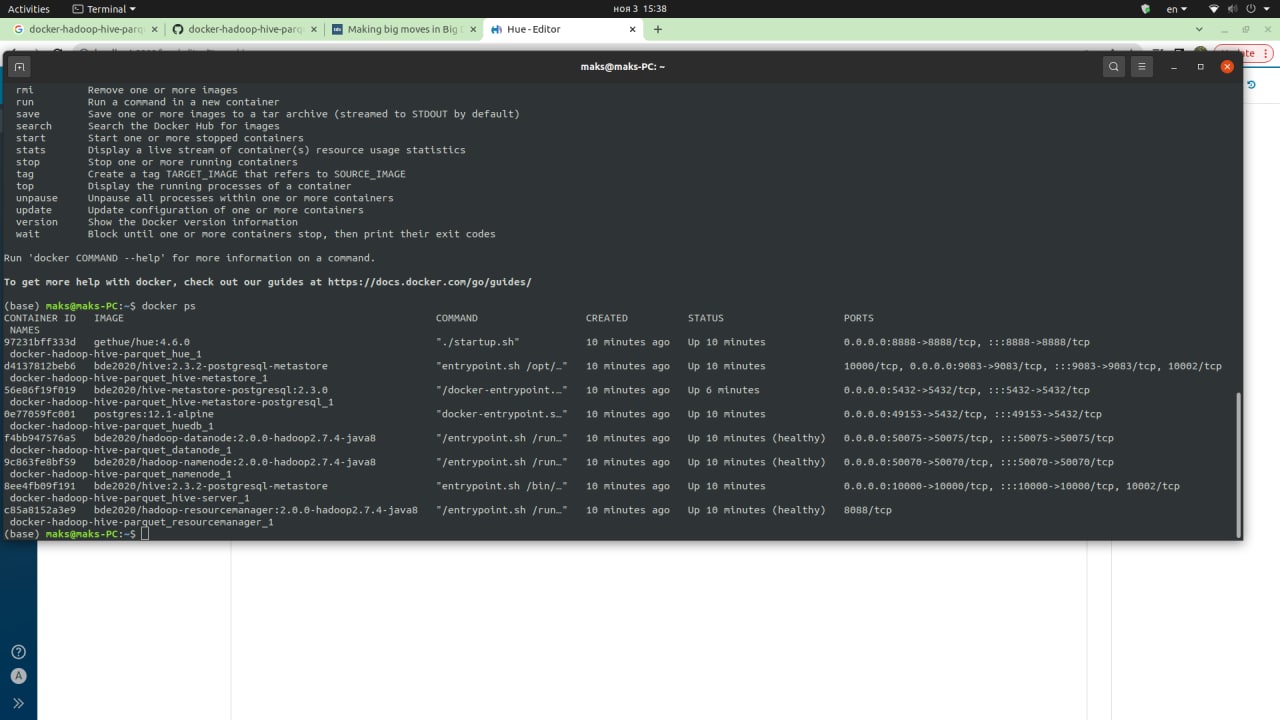 Activities Terminal ноя 3 15:38 en
docker-hadoop-hive-parq docker-hadoop-hive-parq Making big moves in Big Hue - Editor
maks@maks-PC: ~
rmi Remove one or more images
run Run a command in a new container
save Save one or more images to a tar archive (streamed to STDOUT by default)
search Search the Docker Hub for images
start Start one or more stopped containers
stats Display a live stream of container(s) resource usage statistics
stop Stop one or more running containers
tag Create a tag TARGET_IMAGE that refers to SOURCE_IMAGE
top Display the running processes of a container
unpause Unpause all processes within one or more containers
update Update configuration of one or more containers
version Show the Docker version information
wait Block until one or more containers stop, then print their exit codes
Run 'docker COMMAND --help' for more information on a command.
To get more help with docker, check out our guides at https://docs.docker.com/go/guides/
(base) maks@maks-PC:~$ docker ps
CONTAINER ID IMAGE COMMAND CREATED STATUS PORTS
NAMES
97231bff333d gethue/hue:4.6.0 "./startup.sh" 10 minutes ago Up 10 minutes 0.0.0.0:8888->8888/tcp, :::8888->8888/tcp
docker-hadoop-hive-parquet_hue_1
d4137812beb6 bde2020/hive:2.3.2-postgresql-metastore "entrypoint.sh /opt/…" 10 minutes ago Up 10 minutes 10000/tcp, 0.0.0.0:9083->9083/tcp, :::9083->9083/tcp, 10002/tcp
docker-hadoop-hive-parquet_hive-metastore_1
56e86f19f019 bde2020/hive-metastore-postgresql:2.3.0 "/docker-entrypoint.…" 10 minutes ago Up 6 minutes 0.0.0.0:5432->5432/tcp, :::5432->5432/tcp
docker-hadoop-hive-parquet_hive-metastore-postgresql_1
0e77059fc001 postgres:12.1-alpine "docker-entrypoint.s…" 10 minutes ago Up 10 minutes 0.0.0.0:49153->5432/tcp, :::49153->5432/tcp
docker-hadoop-hive-parquet_huedb_1
f4bb947576a5 bde2020/hadoop-datanode:2.0.0-hadoop2.7.4-java8 "/entrypoint.sh /run…" 10 minutes ago Up 10 minutes (healthy) 0.0.0.0:50075->50075/tcp, :::50075->50075/tcp
docker-hadoop-hive-parquet_datanode_1
9c863fe8bf59 bde2020/hadoop-namenode:2.0.0-hadoop2.7.4-java8 "/entrypoint.sh /run…" 10 minutes ago Up 10 minutes (healthy) 0.0.0.0:50070->50070/tcp, :::50070->50070/tcp
docker-hadoop-hive-parquet_namenode_1
8ee4fb09f191 bde2020/hive:2.3.2-postgresql-metastore "entrypoint.sh /bin/…" 10 minutes ago Up 10 minutes 0.0.0.0:10000->10000/tcp, :::10000->10000/tcp, 10002/tcp
docker-hadoop-hive-parquet_hive-server_1
c85a8152a3e9 bde2020/hadoop-resourcemanager:2.0.0-hadoop2.7.4-java8 "/entrypoint.sh /run…" 10 minutes ago Up 10 minutes (healthy) 8088/tcp
docker-hadoop-hive-parquet_resourcemanager_1
(base) maks@maks-PC:~$
A